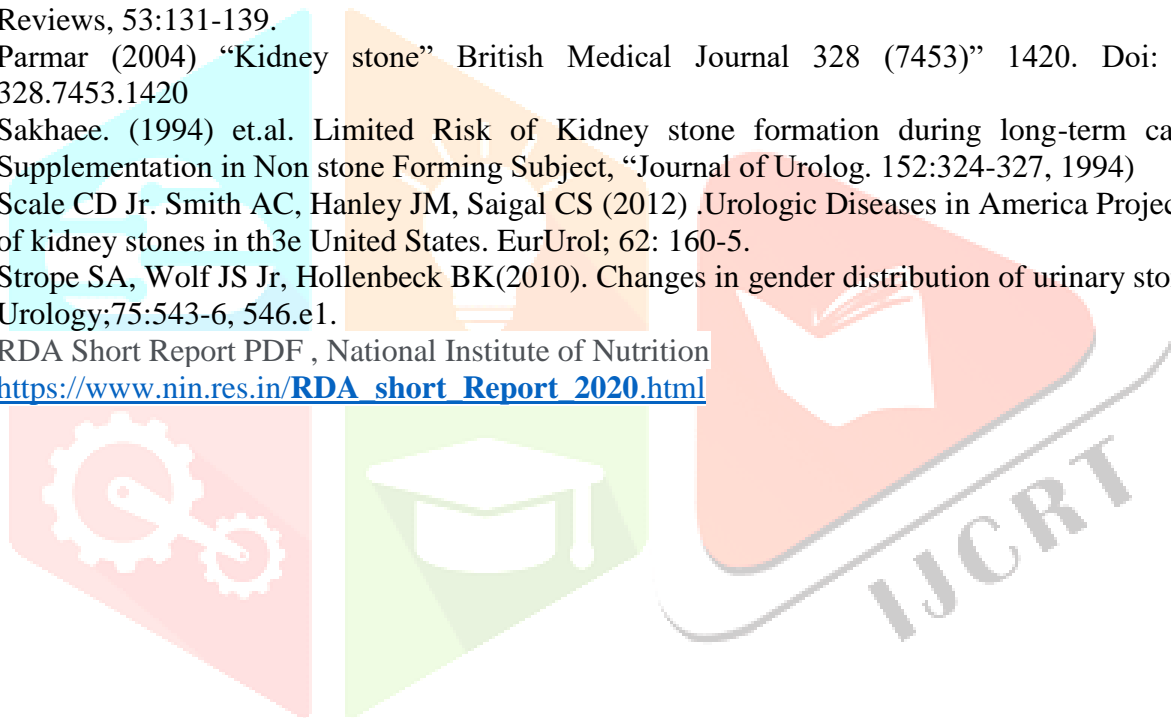 Reviews, 53:131-139.
Parmar (2004) “Kidney stone” British Medical Journal 328 (7453)” 1420. Doi:
328.7453.1420
Sakhaee. (1994) et.al. Limited Risk of Kidney stone formation during long-term ca
Supplementation in Non stone Forming Subject, “Journal of Urolog. 152:324-327, 1994)
Scale CD Jr. Smith AC, Hanley JM, Saigal CS (2012) .Urologic Diseases in America Projec
of kidney stones in th3e United States. EurUrol; 62: 160-5.
Strope SA, Wolf JS Jr, Hollenbeck BK(2010). Changes in gender distribution of urinary sto
Urology;75:543-6, 546.e1.
RDA Short Report PDF , National Institute of Nutrition
https://www.nin.res.in/RDA_short_Report_2020.html
IJCRT